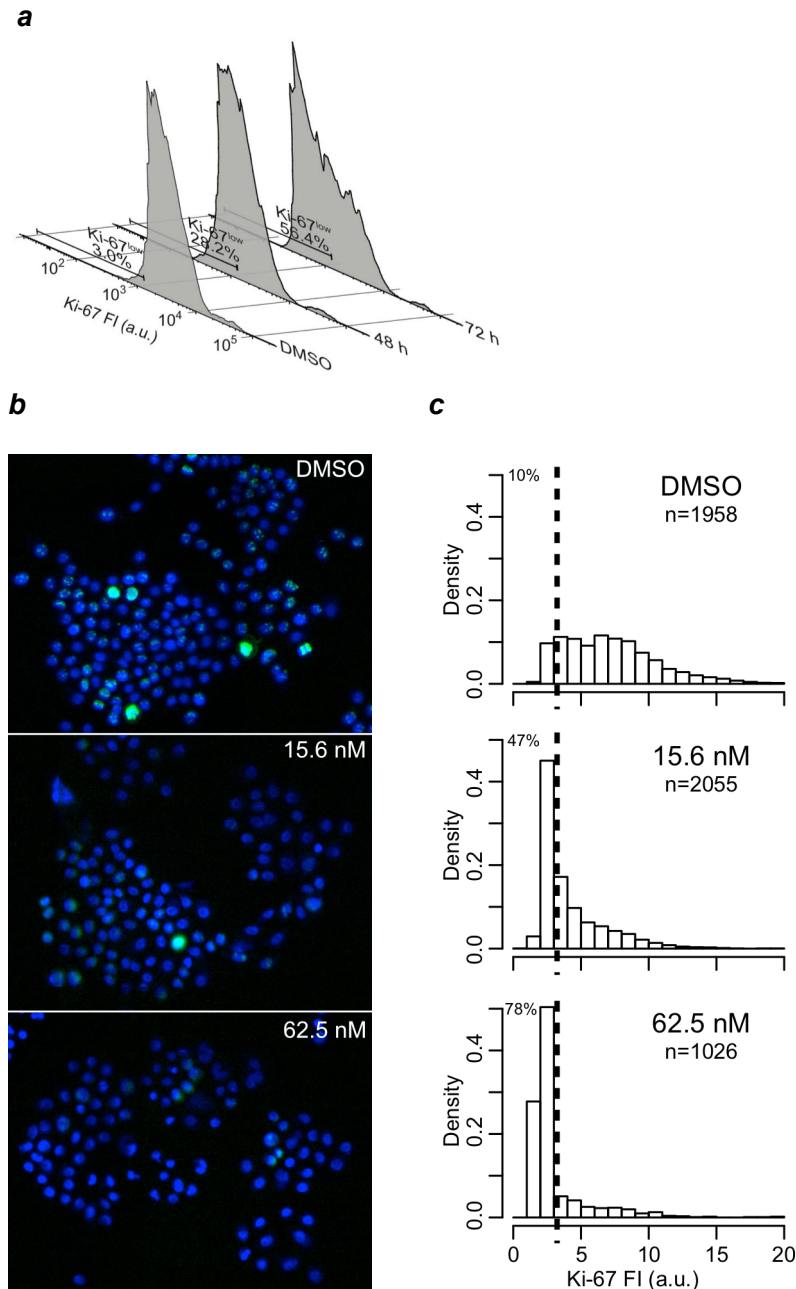 a
Ki-67low
3.0%
Ki-67low
28.2%
Ki-67low
56.4%
10²
10³
10⁴
10⁵
Ki-67 FI (a.u.)
DMSO
48 h
72 h
b
c
DMSO
15.6 nM
62.5 nM
10%
DMSO
n=1958
Density
0.0
0.2
0.4
47%
15.6 nM
n=2055
Density
0.0
0.2
0.4
78%
62.5 nM
n=1026
Density
0.0
0.2
0.4
0 5 10 15 20
Ki-67 FI (a.u.)